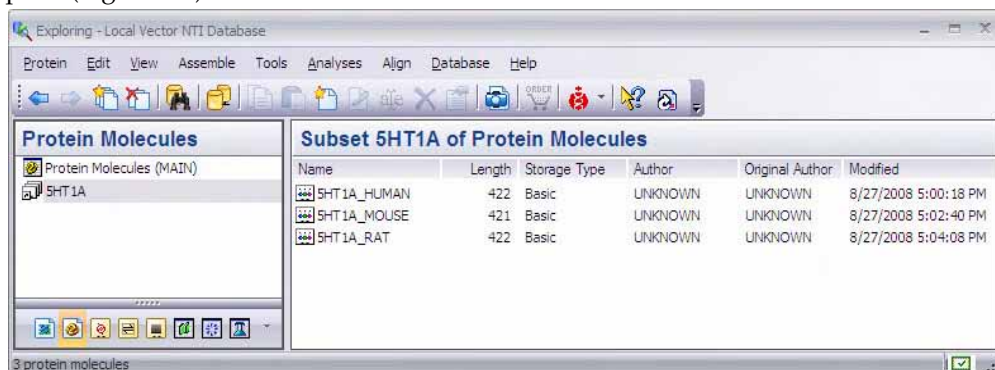 Exploring - Local Vector NTI Database
Protein Edit View Assemble Tools Analyses Align Database Help
ORDER
Protein Molecules
Subset 5HT1A of Protein Molecules
Protein Molecules (MAIN)
5HT1A
Name Length Storage Type Author Original Author Modified
5HT1A_HUMAN 422 Basic UNKNOWN UNKNOWN 8/27/2008 5:00:18 PM
5HT1A_MOUSE 421 Basic UNKNOWN UNKNOWN 8/27/2008 5:02:40 PM
5HT1A_RAT 422 Basic UNKNOWN UNKNOWN 8/27/2008 5:04:08 PM
3 protein molecules